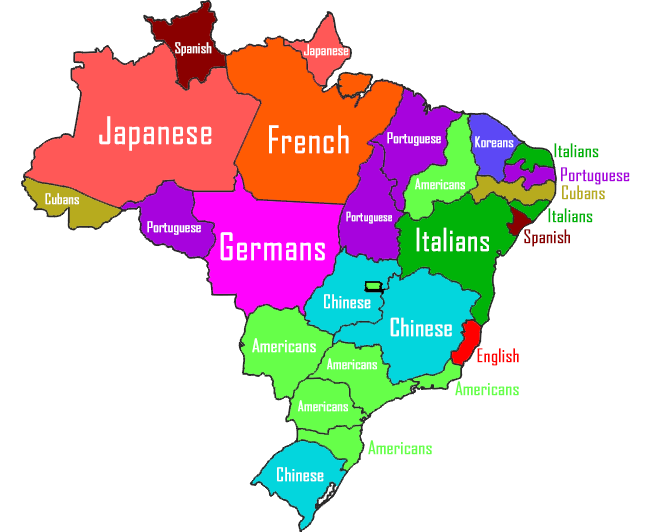 Spanish
Japanese
Japanese
French
Portuguese
Koreans
Italians
Portuguese
Cubans
Americans
Cubans
Portuguese
Portuguese
Italians
Spanish
Italians
Germans
Chinese
Chinese
Americans
English
Americans
Americans
Americans
Americans
Chinese